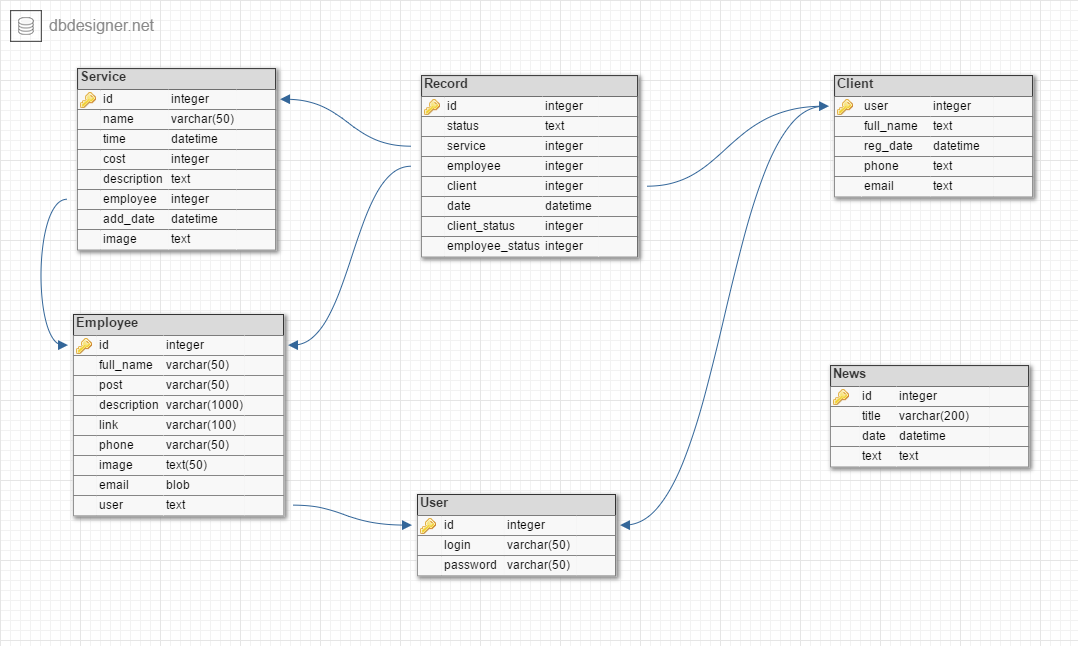 dbdesigner.net
Service
id integer
name varchar(50)
time datetime
cost integer
description text
employee integer
add_date datetime
image text
Record
id integer
status text
service integer
employee integer
client integer
date datetime
client_status integer
employee_status integer
Client
user integer
full_name text
reg_date datetime
phone text
email text
Employee
id integer
full_name varchar(50)
post varchar(50)
description varchar(1000)
link varchar(100)
phone varchar(50)
image text(50)
email blob
user text
User
id integer
login varchar(50)
password varchar(50)
News
id integer
title varchar(200)
date datetime
text text